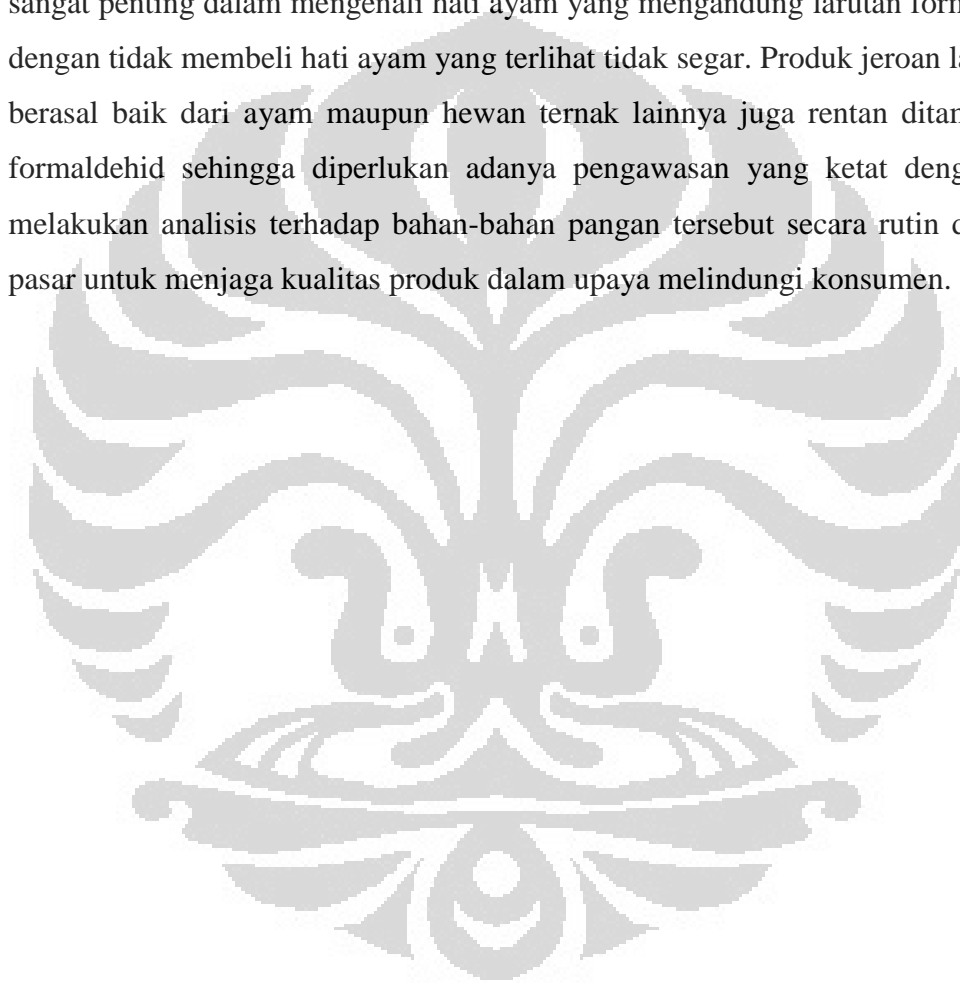 sangat penting dalam mengenali hati ayam yang mengandung larutan form
dengan tidak membeli hati ayam yang terlihat tidak segar. Produk jeroan la
berasal baik dari ayam maupun hewan ternak lainnya juga rentan ditam
formaldehid sehingga diperlukan adanya pengawasan yang ketat deng
melakukan analisis terhadap bahan-bahan pangan tersebut secara rutin d
pasar untuk menjaga kualitas produk dalam upaya melindungi konsumen.